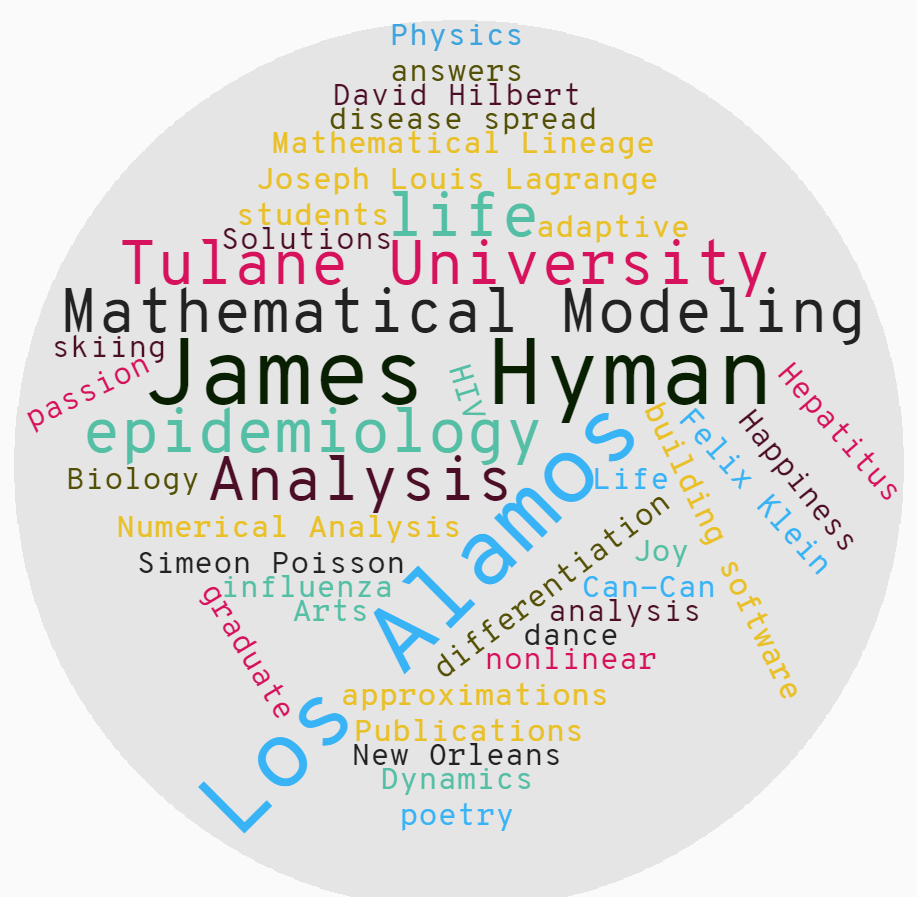 Physics
answers
David Hilbert
disease spread
Mathematical Lineage
Joseph Louis Lagrange
life
students
adaptive
Solutions
Tulane University
Mathematical Modeling
skiing
James Hyman
passion
HIV
Hepatitus
epidemiology
building software
Felix Klein
Happiness
Analysis
Biology
Life
Los Alamos
Numerical Analysis
differentiation
Joy
Simeon Poisson
influenza
Can-Can
graduate
Arts
analysis
dance
nonlinear
approximations
Publications
New Orleans
Dynamics
poetry